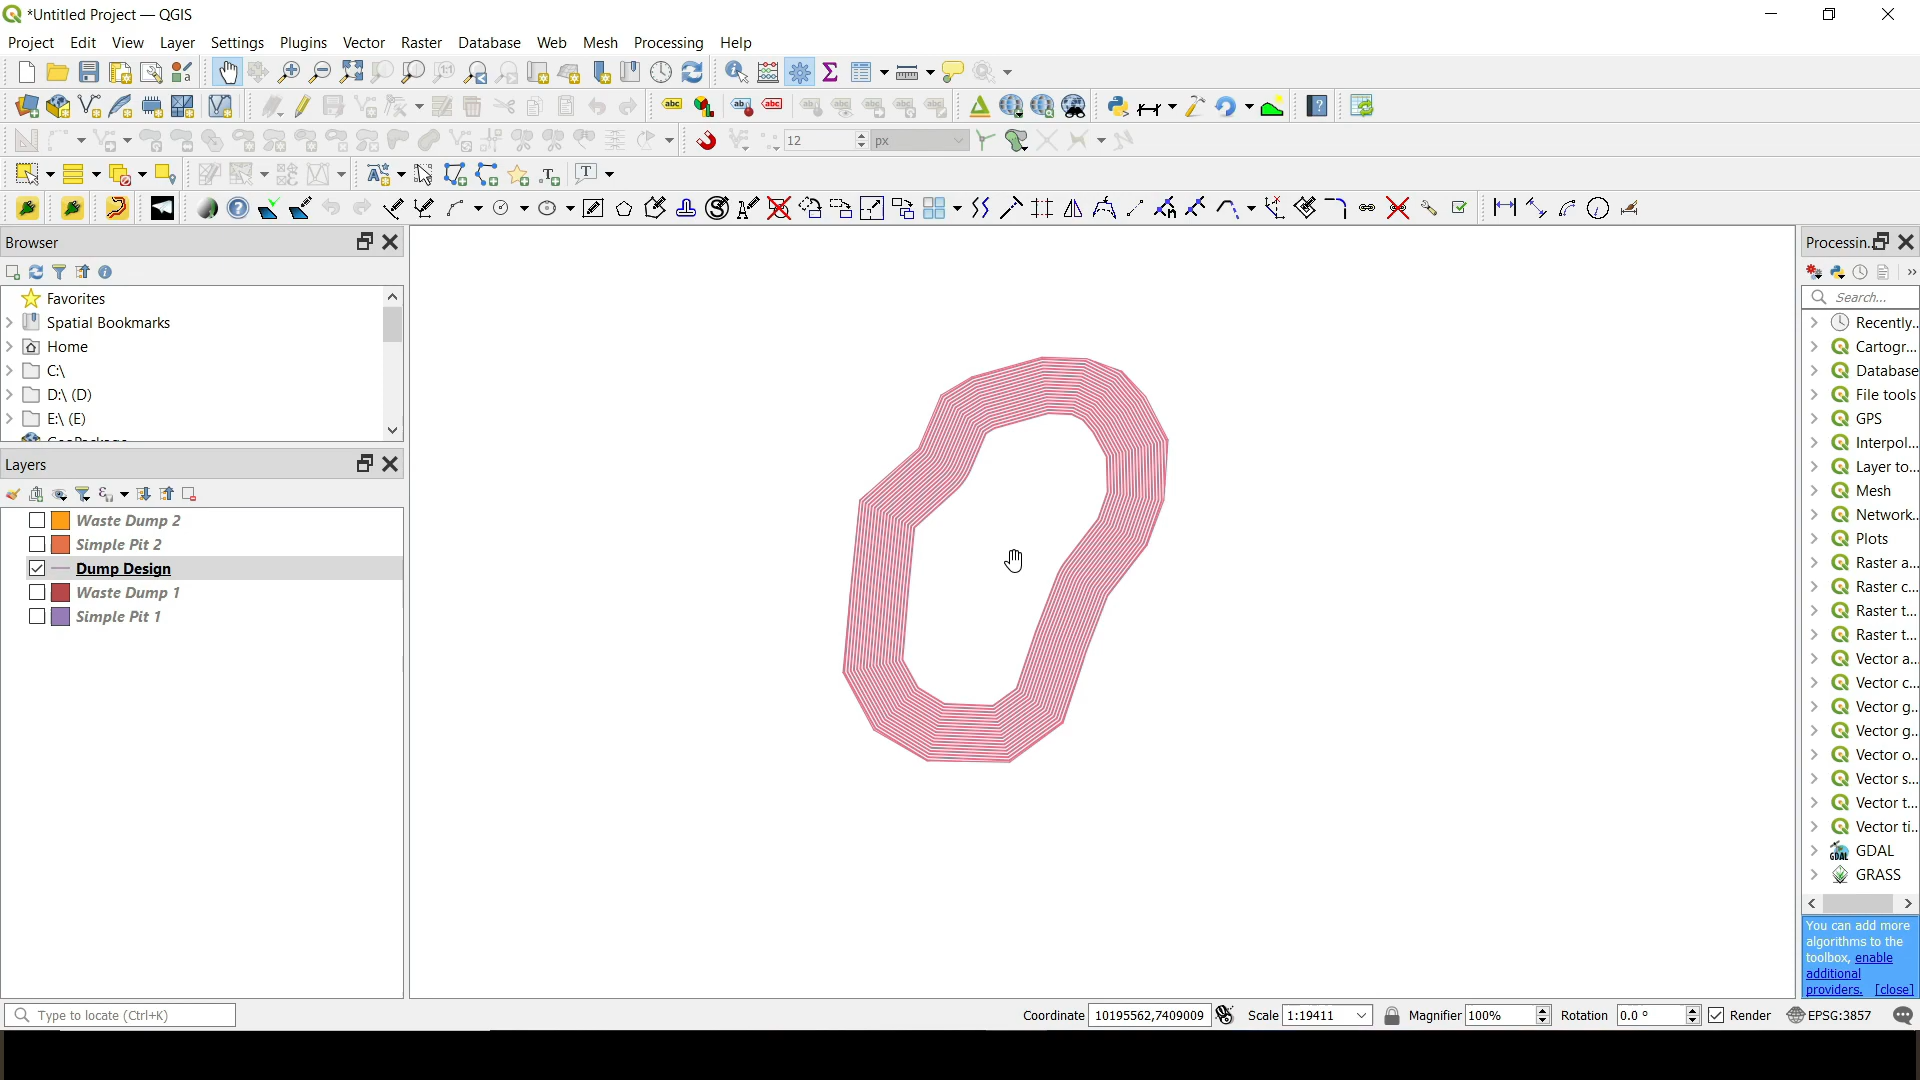 *Untitled Project — QGIS
Project Edit View Layer Settings Plugins Vector Raster Database Web Mesh Processing Help
12 px
Browser
Favorites
Spatial Bookmarks
Home
C:\
D:\ (D)
E:\ (E)
Layers
Waste Dump 2
Simple Pit 2
Dump Design
Waste Dump 1
Simple Pit 1
Processin...
Search...
Recently...
Cartogr...
Database
File tools
GPS
Interpol...
Layer to...
Mesh
Network...
Plots
Raster a...
Raster c...
Raster t...
Raster t...
Vector a...
Vector c...
Vector g...
Vector g...
Vector o...
Vector s...
Vector t...
Vector ti...
GDAL
GRASS
You can add more
algorithms to the
toolbox, enable
additional
providers. [close]
Type to locate (Ctrl+K)
Coordinate 10195562,7409009 Scale 1:19411 Magnifier 100% Rotation 0.0 ° Render EPSG:3857